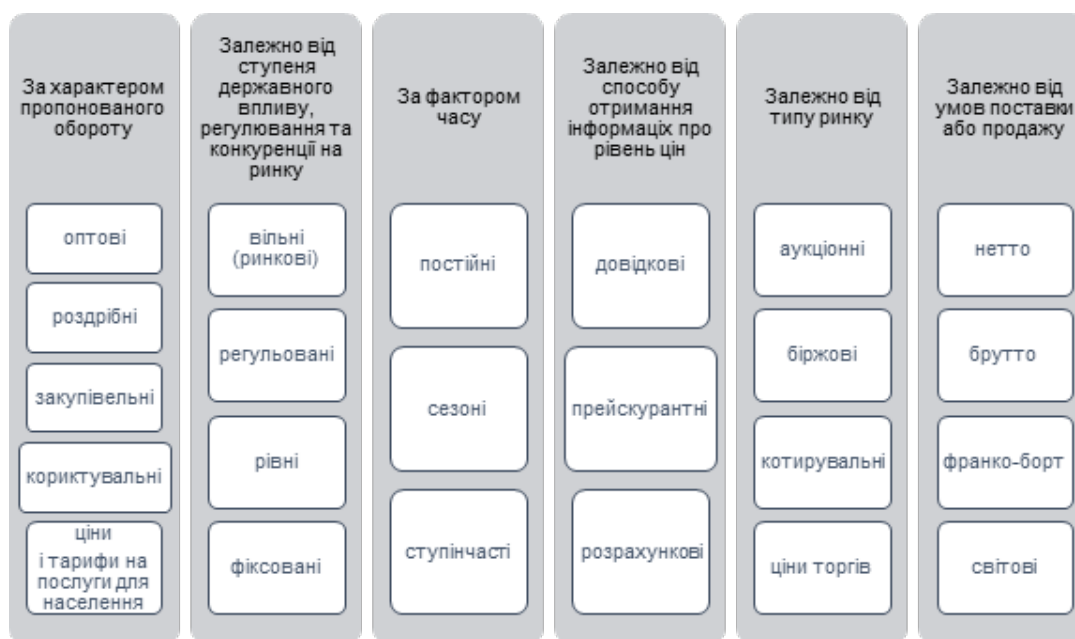 За характером
пропонованого
обороту
оптові
роздрібні
закупівельні
кориктувальні
ціни
і тарифи на
послуги для
населення
Залежно від
ступеня
державного
впливу,
регулювання та
конкуренції на
ринку
вільні
(ринкові)
регульовані
рівні
фіксовані
За фактором
часу
постійні
сезоні
ступінчасті
Залежно від
способу
отримання
інформаціх про
рівень цін
довідкові
прейскурантні
розрахункові
Залежно від
типу ринку
аукціонні
біржові
котирувальні
ціни торгів
Залежно від
умов поставки
або продажу
нетто
брутто
франко-борт
світові